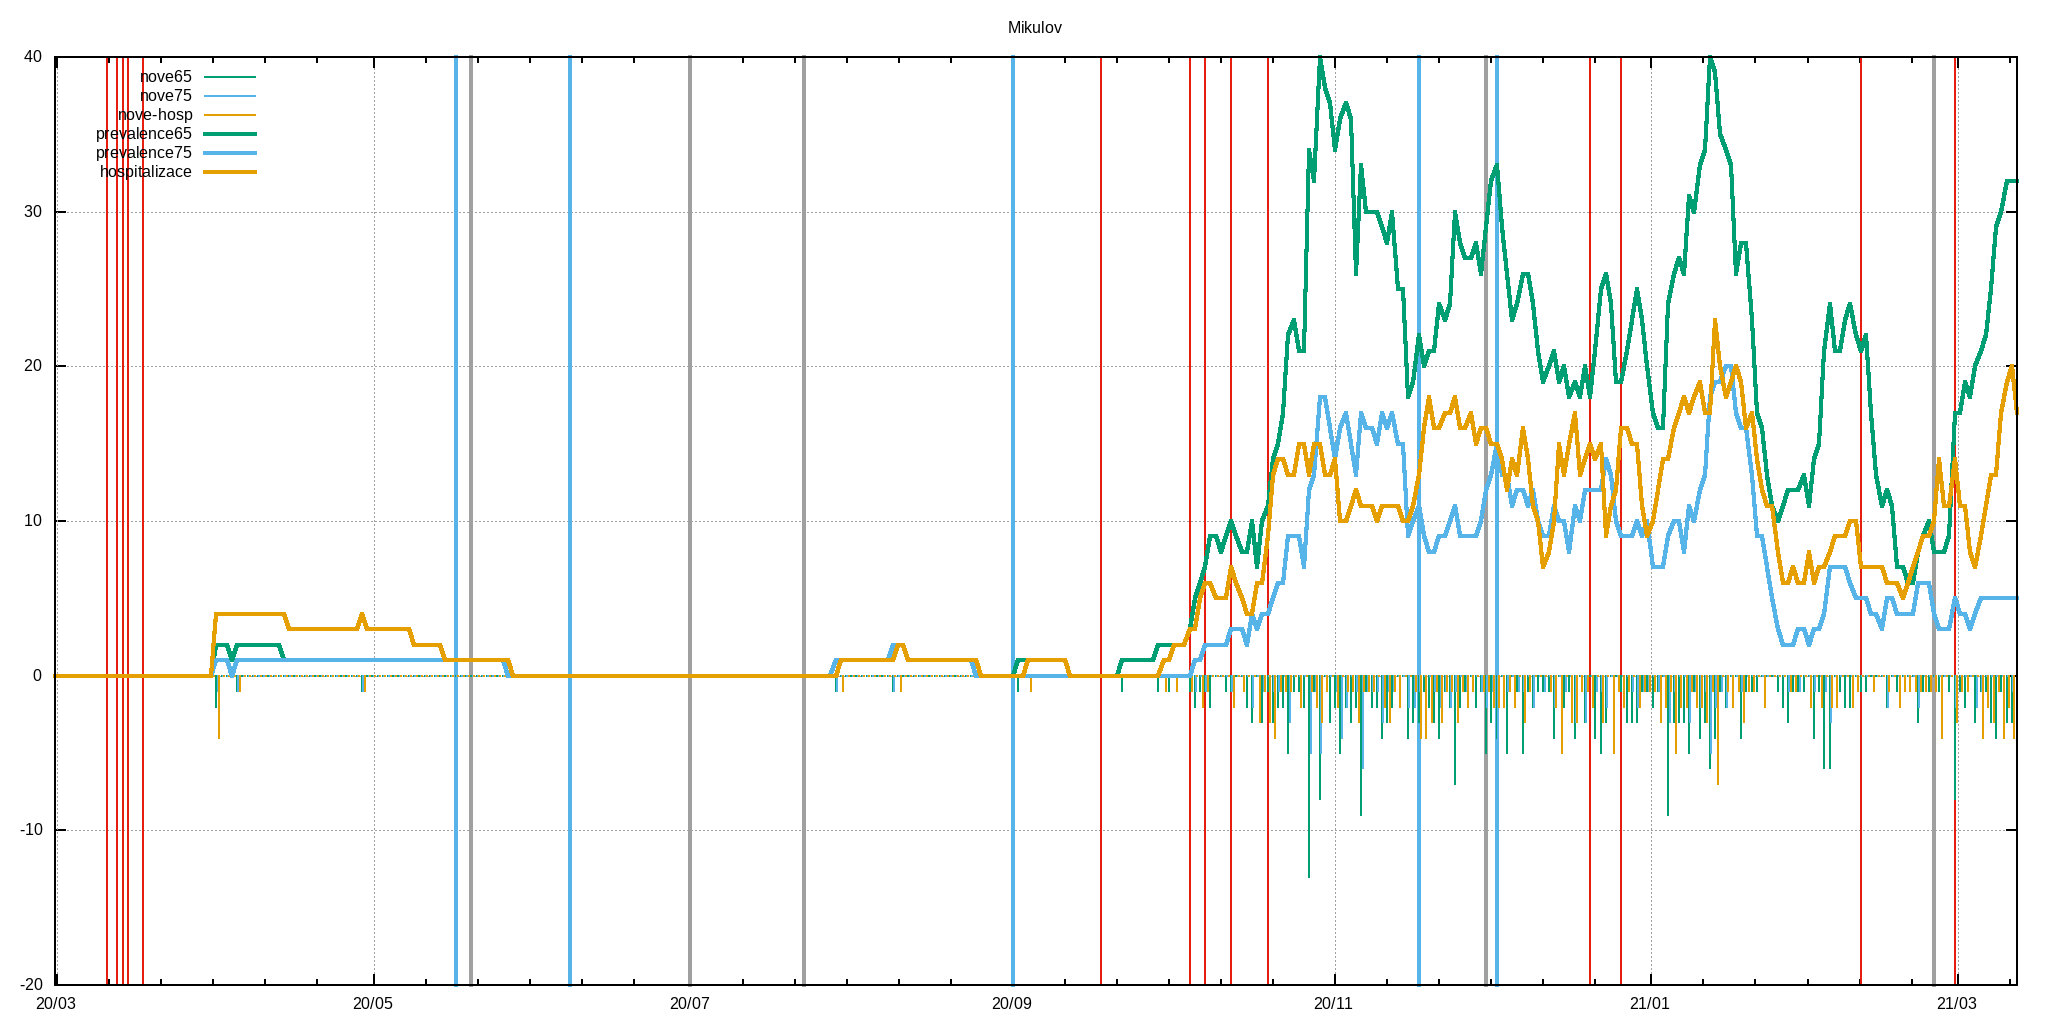 Mikulov
40
nove65
nove75
nove-hosp
prevalence65
prevalence75
hospitalizace
30
20
10
0
-10
-20
20/03 20/05 20/07 20/09 20/11 21/01 21/03